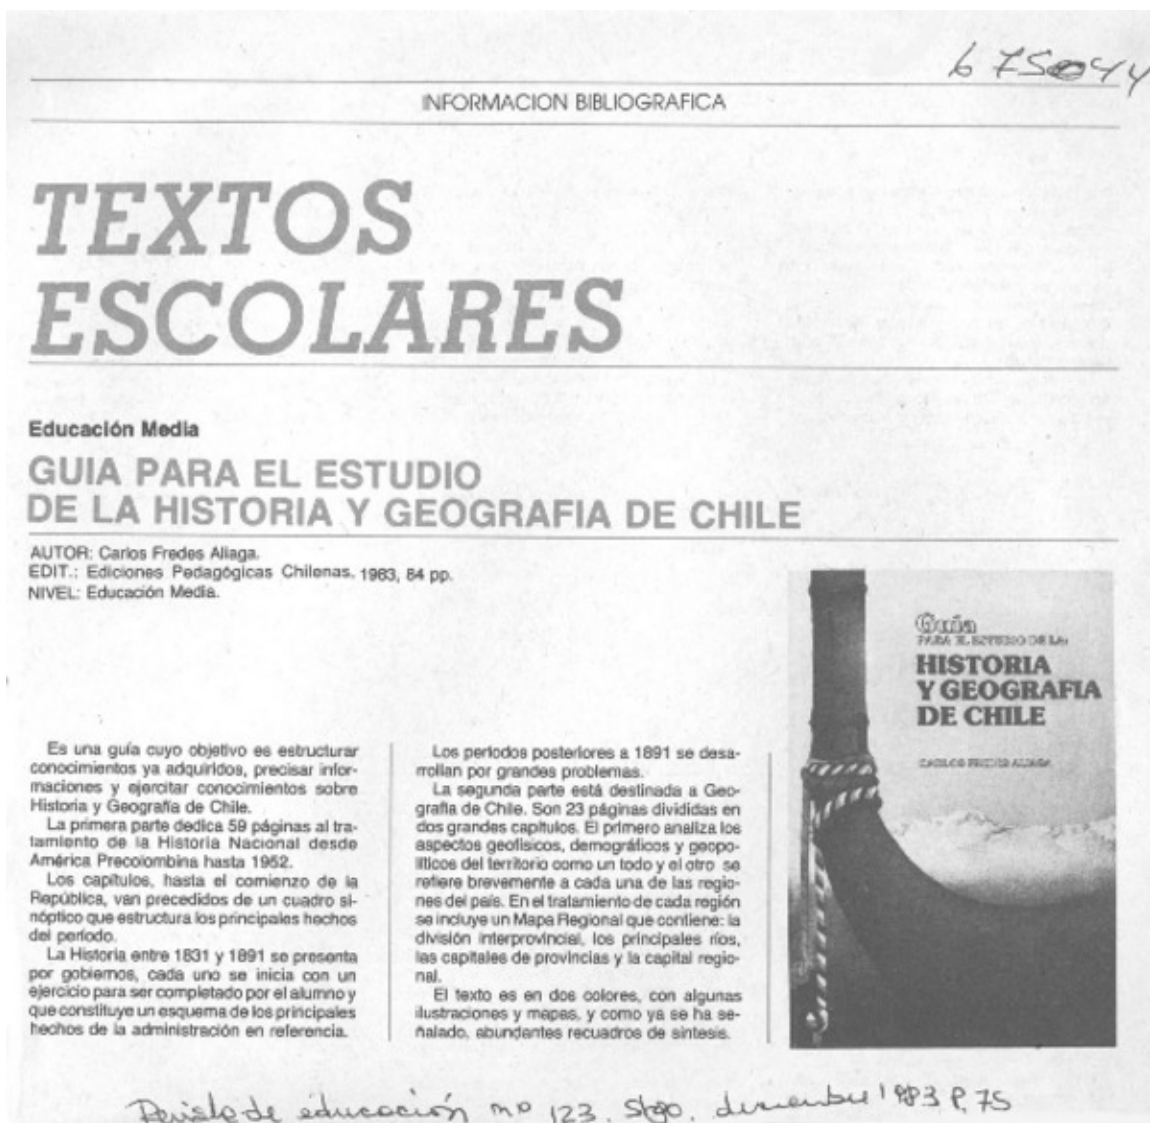 675044
INFORMACION BIBLIOGRAFICA
TEXTOS
ESCOLARES
Educación Media
GUIA PARA EL ESTUDIO
DE LA HISTORIA Y GEOGRAFIA DE CHILE
AUTOR: Carlos Fredes Aliaga.
EDIT.: Ediciones Pedagógicas Chilenas, 1983, 84 pp.
NIVEL: Educación Media.
Es una guía cuyo objetivo es estructurar
conocimientos ya adquiridos, precisar infor-
maciones y ejercitar conocimientos sobre
Historia y Geografía de Chile.
La primera parte dedica 59 páginas al tra-
tamiento de la Historia Nacional desde
América Precolombina hasta 1952.
Los capítulos, hasta el comienzo de la
República, van precedidos de un cuadro si-
nóptico que estructura los principales hechos
del período.
La Historia entre 1831 y 1891 se presenta
por gobiernos, cada uno se inicia con un
ejercicio para ser completado por el alumno y
que constituye un esquema de los principales
hechos de la administración en referencia.
Los períodos posteriores a 1891 se desa-
rrollan por grandes problemas.
La segunda parte está destinada a Geo-
grafía de Chile. Son 23 páginas divididas en
dos grandes capítulos. El primero analiza los
aspectos geofísicos, demográficos y geopo-
líticos del territorio como un todo y el otro se
refiere brevemente a cada una de las regio-
nes del país. En el tratamiento de cada región
se incluye un Mapa Regional que contiene: la
división interprovincial, los principales ríos,
las capitales de provincias y la capital regio-
nal.
El texto es en dos colores, con algunas
ilustraciones y mapas, y como ya se ha se-
ñalado, abundantes recuadros de síntesis.
Guía
PARA EL ESTUDIO DE LA:
HISTORIA
Y GEOGRAFIA
DE CHILE
CARLOS FREDES ALIAGA
Revista de educación nº 123. Stgo. diciembre 1983 P. 75